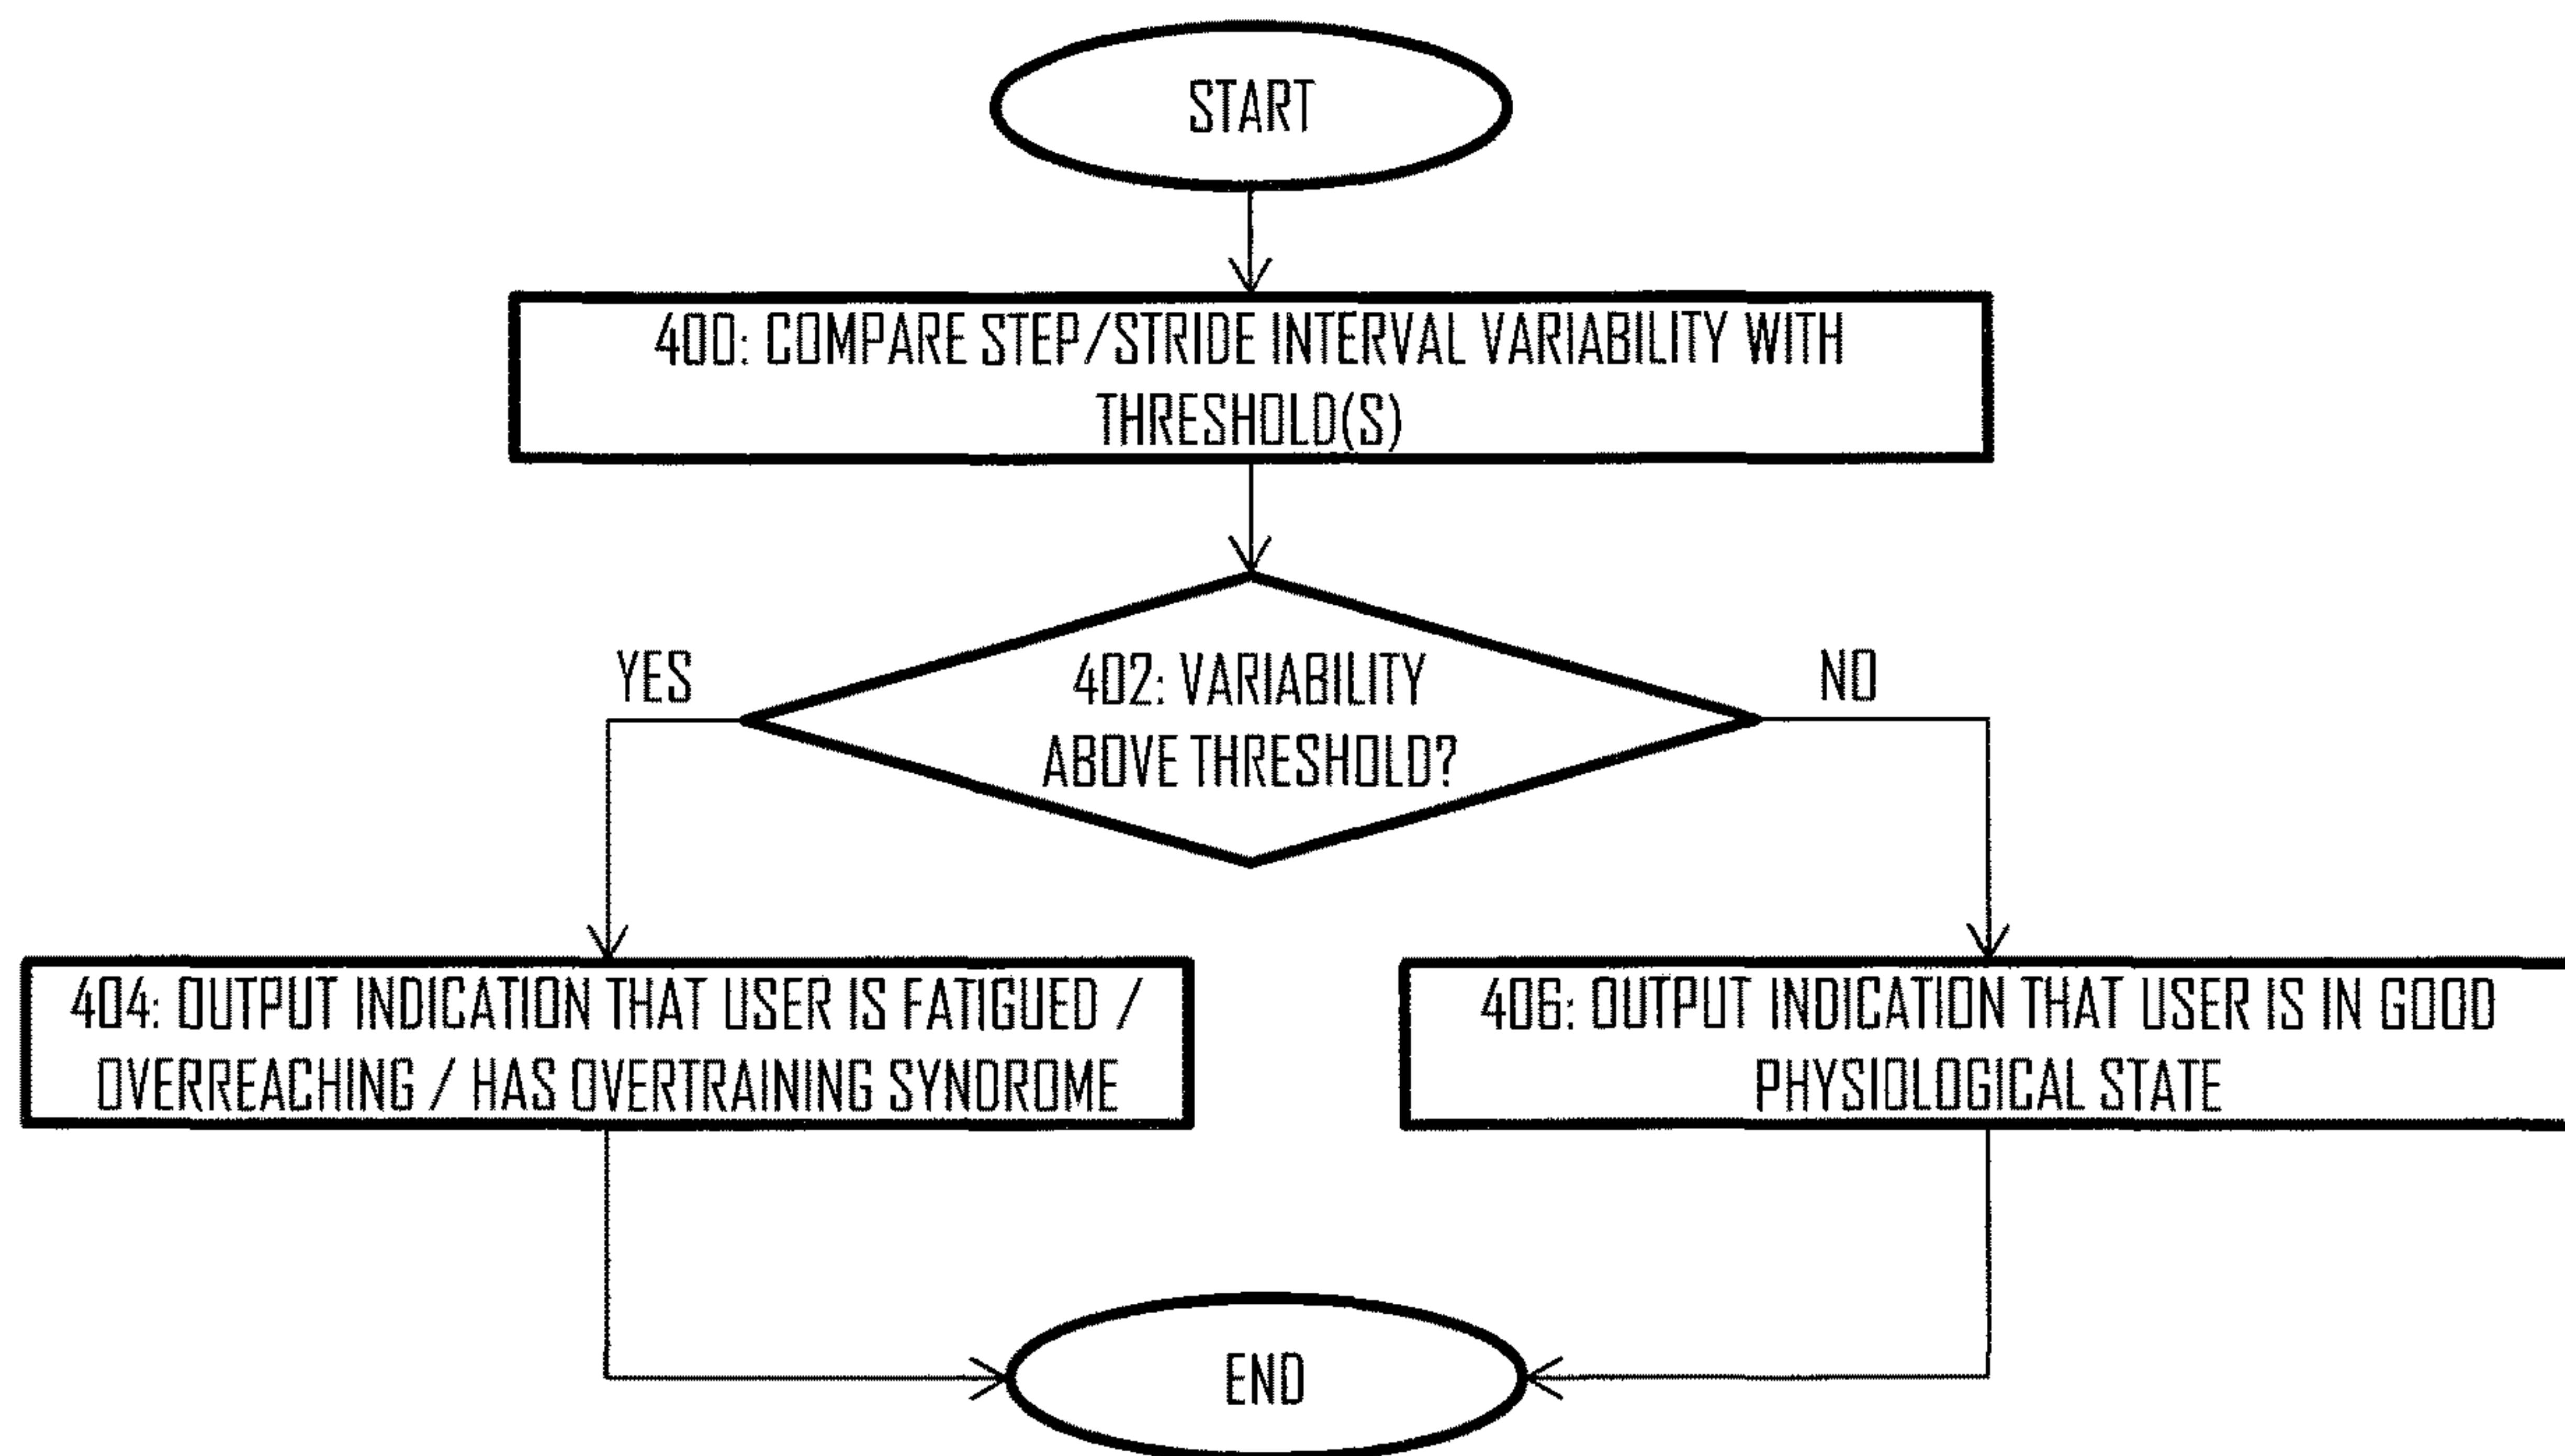 START
400: COMPARE STEP/STRIDE INTERVAL VARIABILITY WITH
THRESHOLD(S)
402: VARIABILITY
ABOVE THRESHOLD?
YES
NO
404: OUTPUT INDICATION THAT USER IS FATIGUED /
OVERREACHING / HAS OVERTRAINING SYNDROME
406: OUTPUT INDICATION THAT USER IS IN GOOD
PHYSIOLOGICAL STATE
END